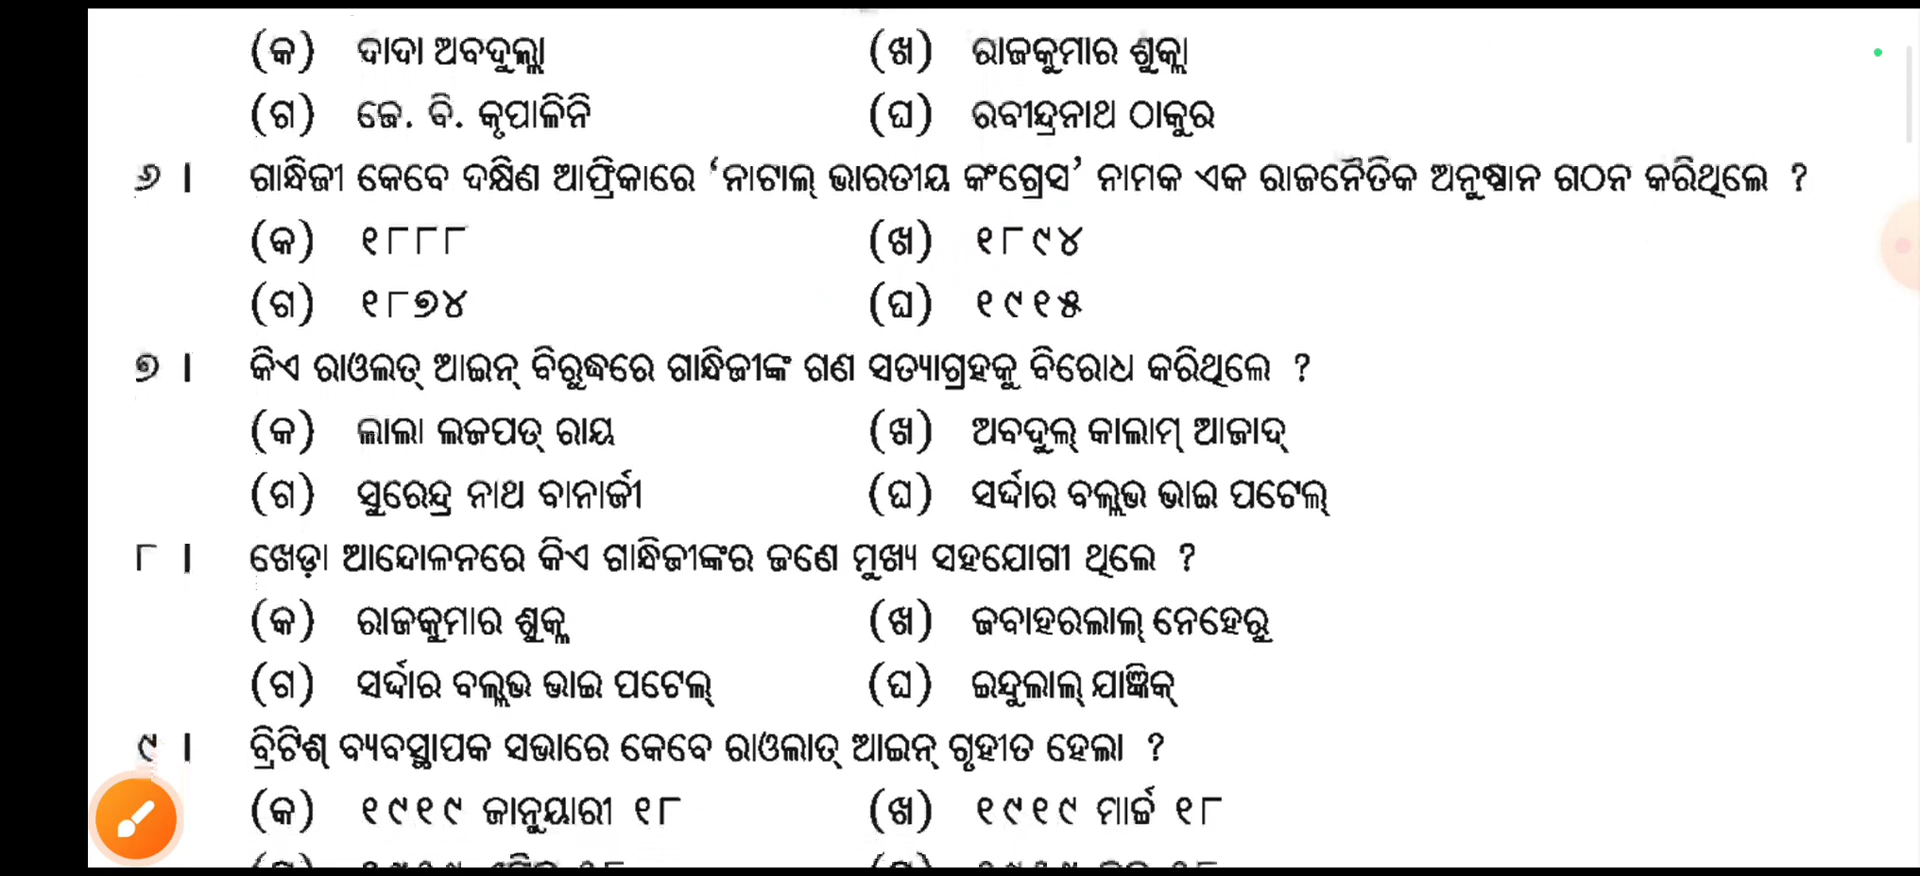 (କ) ଦାଦା ଅବଦୁଲ୍ଲା (ଖ) ରାଜକୁମାର ଶୁକ୍ଲା
(ଗ) ଜେ. ବି. କୃପାଳିନି (ଘ) ରବୀନ୍ଦ୍ରନାଥ ଠାକୁର
୬ । ଗାନ୍ଧିଜୀ କେବେ ଦକ୍ଷିଣ ଆଫ୍ରିକାରେ ‘ନାଟାଲ୍ ଭାରତୀୟ କଂଗ୍ରେସ’ ନାମକ ଏକ ରାଜନୈତିକ ଅନୁଷ୍ଠାନ ଗଠନ କରିଥିଲେ ?
(କ) ୧୮୮୮ (ଖ) ୧୮୯୪
(ଗ) ୧୮୭୪ (ଘ) ୧୯୧୫
୭ । କିଏ ରାଓଲତ୍ ଆଇନ୍ ବିରୁଦ୍ଧରେ ଗାନ୍ଧିଜୀଙ୍କ ଗଣ ସତ୍ୟାଗ୍ରହକୁ ବିରୋଧ କରିଥିଲେ ?
(କ) ଲାଲା ଲଜପତ୍ ରାୟ (ଖ) ଅବଦୁଲ୍ କାଲାମ୍ ଆଜାଦ୍
(ଗ) ସୁରେନ୍ଦ୍ର ନାଥ ବାନାର୍ଜୀ (ଘ) ସର୍ଦ୍ଦାର ବଲ୍ଲଭ ଭାଇ ପଟେଲ୍
୮ । ଖେଡ଼ା ଆନ୍ଦୋଳନରେ କିଏ ଗାନ୍ଧିଜୀଙ୍କର ଜଣେ ମୁଖ୍ୟ ସହଯୋଗୀ ଥିଲେ ?
(କ) ରାଜକୁମାର ଶୁକ୍ଳ (ଖ) ଜବାହରଲାଲ୍ ନେହେରୁ
(ଗ) ସର୍ଦ୍ଦାର ବଲ୍ଲଭ ଭାଇ ପଟେଲ୍ (ଘ) ଇନ୍ଦୁଲାଲ୍ ଯାଜ୍ଞିକ୍
୯ । ବ୍ରିଟିଶ୍ ବ୍ୟବସ୍ଥାପକ ସଭାରେ କେବେ ରାଓଲାତ୍ ଆଇନ୍ ଗୃହୀତ ହେଲା ?
(କ) ୧୯୧୯ ଜାନୁୟାରୀ ୧୮ (ଖ) ୧୯୧୯ ମାର୍ଚ୍ଚ ୧୮